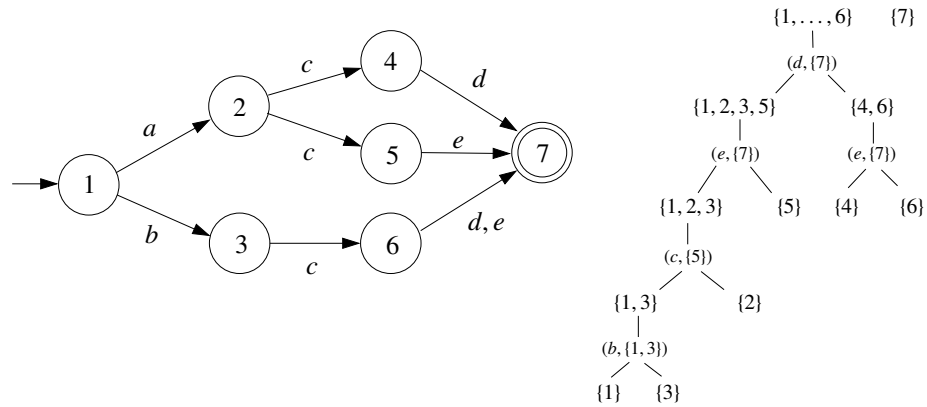 c
4
d
2
a
c
5
e
7
1
b
3
c
6
d, e
{1, . . . , 6} {7}
(d, {7})
{1, 2, 3, 5} {4, 6}
(e, {7}) (e, {7})
{1, 2, 3} {5} {4} {6}
(c, {5})
{1, 3} {2}
(b, {1, 3})
{1} {3}